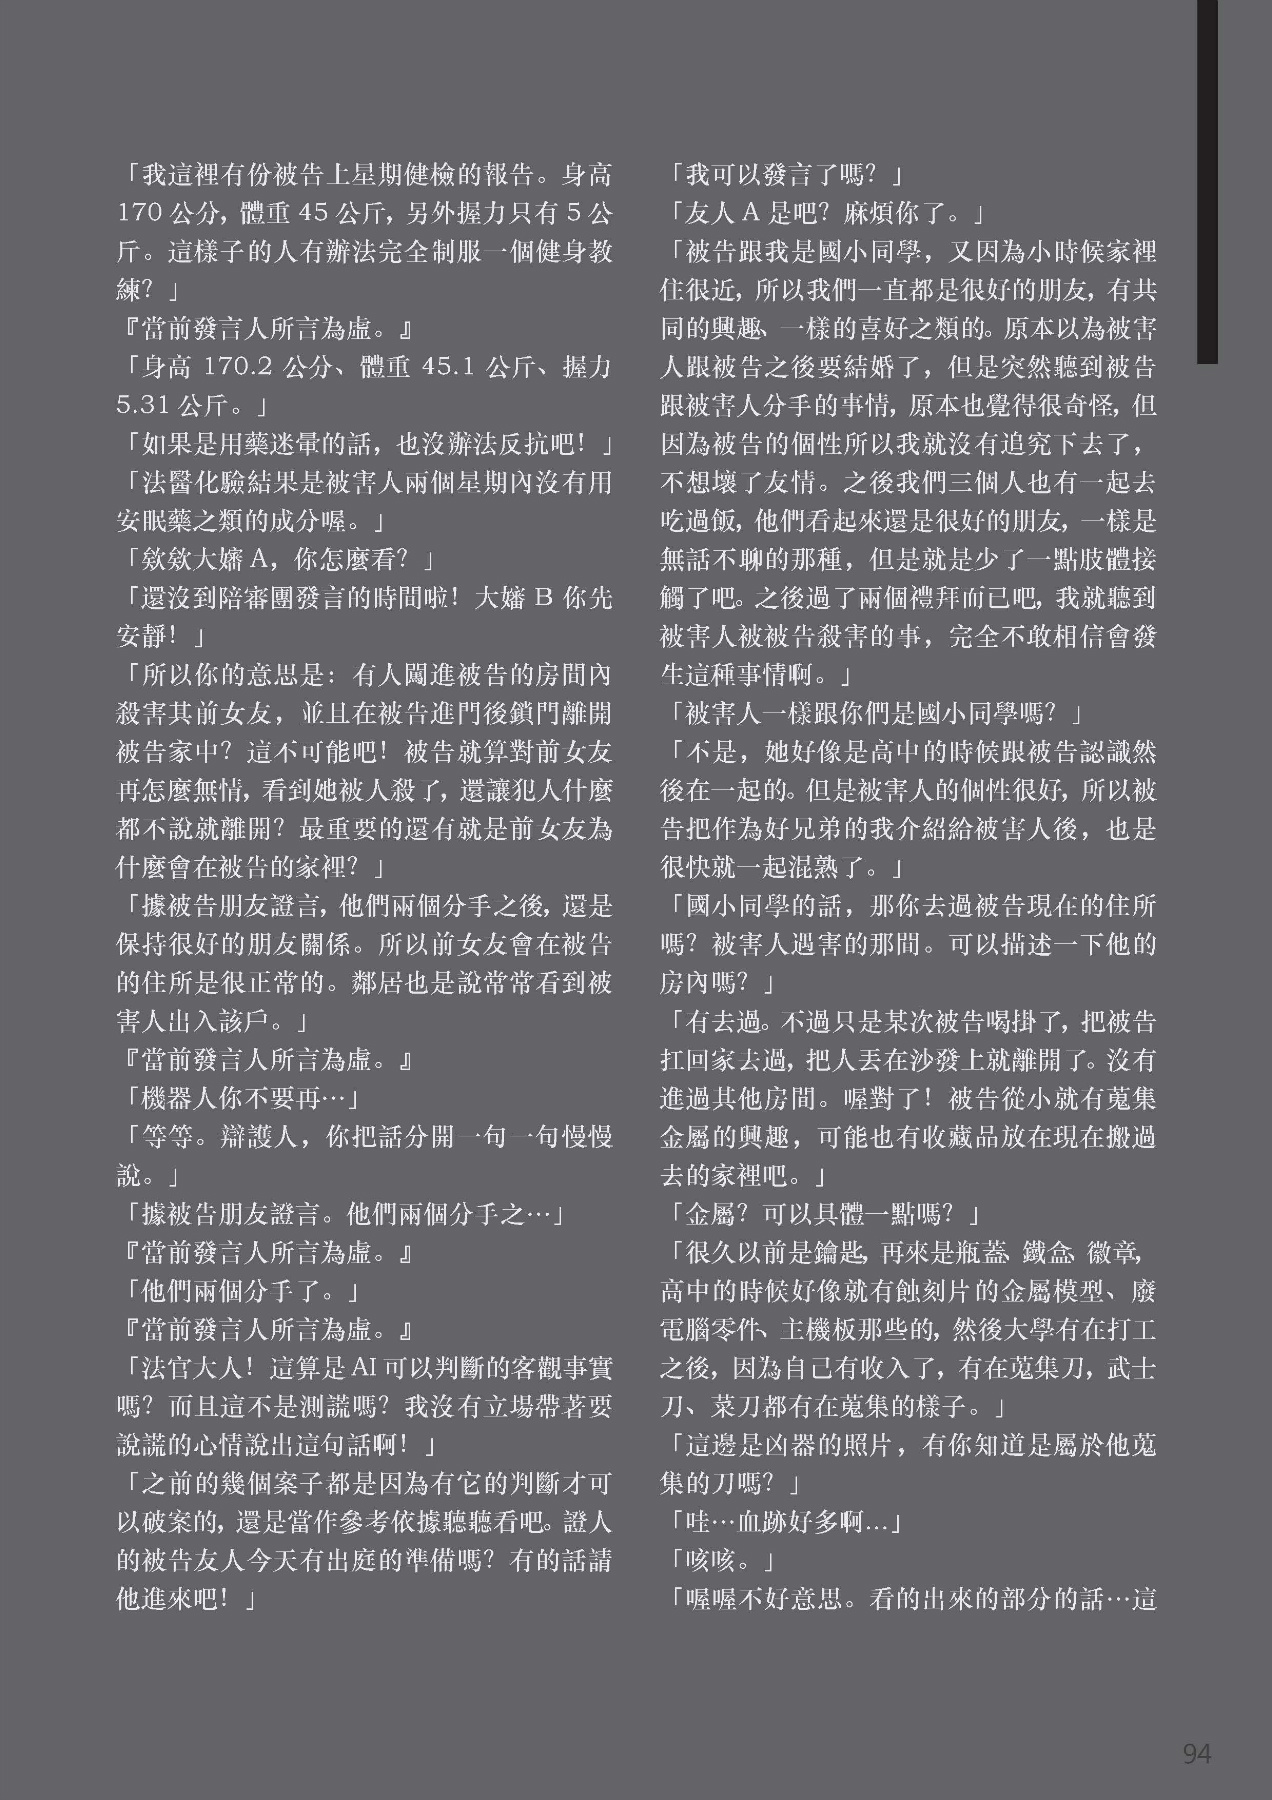 「我這裡有份被告上星期健檢的報告。身高
170 公分，體重 45 公斤，另外握力只有 5 公
斤。這樣子的人有辦法完全制服一個健身教
練？」
『當前發言人所言為虛。』
「身高 170.2 公分、體重 45.1 公斤、握力
5.31 公斤。」
「如果是用藥迷暈的話，也沒辦法反抗吧！」
「法醫化驗結果是被害人兩個星期內沒有用
安眠藥之類的成分喔。」
「欸欸大嬸 A，你怎麼看？」
「還沒到陪審團發言的時間啦！大嬸 B 你先
安靜！」
「所以你的意思是：有人闖進被告的房間內
殺害其前女友，並且在被告進門後鎖門離開
被告家中？這不可能吧！被告就算對前女友
再怎麼無情，看到她被人殺了，還讓犯人什麼
都不說就離開？最重要的還有就是前女友為
什麼會在被告的家裡？」
「據被告朋友證言，他們兩個分手之後，還是
保持很好的朋友關係。所以前女友會在被告
的住所是很正常的。鄰居也是說常常看到被
害人出入該戶。」
『當前發言人所言為虛。』
「機器人你不要再…」
「等等。辯護人，你把話分開一句一句慢慢
說。」
「據被告朋友證言。他們兩個分手之…」
『當前發言人所言為虛。』
「他們兩個分手了。」
『當前發言人所言為虛。』
「法官大人！這算是 AI 可以判斷的客觀事實
嗎？而且這不是測謊嗎？我沒有立場帶著要
說謊的心情說出這句話啊！」
「之前的幾個案子都是因為有它的判斷才可
以破案的，還是當作參考依據聽聽看吧。證人
的被告友人今天有出庭的準備嗎？有的話請
他進來吧！」
「我可以發言了嗎？」
「友人 A 是吧？麻煩你了。」
「被告跟我是國小同學，又因為小時候家裡
住很近，所以我們一直都是很好的朋友，有共
同的興趣、一樣的喜好之類的。原本以為被害
人跟被告之後要結婚了，但是突然聽到被告
跟被害人分手的事情，原本也覺得很奇怪，但
因為被告的個性所以我就沒有追究下去了，
不想壞了友情。之後我們三個人也有一起去
吃過飯，他們看起來還是很好的朋友，一樣是
無話不聊的那種，但是就是少了一點肢體接
觸了吧。之後過了兩個禮拜而已吧，我就聽到
被害人被被告殺害的事，完全不敢相信會發
生這種事情啊。」
「被害人一樣跟你們是國小同學嗎？」
「不是，她好像是高中的時候跟被告認識然
後在一起的。但是被害人的個性很好，所以被
告把作為好兄弟的我介紹給被害人後，也是
很快就一起混熟了。」
「國小同學的話，那你去過被告現在的住所
嗎？被害人遇害的那間。可以描述一下他的
房內嗎？」
「有去過。不過只是某次被告喝掛了，把被告
扛回家去過，把人丟在沙發上就離開了。沒有
進過其他房間。喔對了！被告從小就有蒐集
金屬的興趣，可能也有收藏品放在現在搬過
去的家裡吧。」
「金屬？可以具體一點嗎？」
「很久以前是鑰匙，再來是瓶蓋、鐵盒、徽章，
高中的時候好像就有蝕刻片的金屬模型、廢
電腦零件、主機板那些的，然後大學有在打工
之後，因為自己有收入了，有在蒐集刀，武士
刀、菜刀都有在蒐集的樣子。」
「這邊是凶器的照片，有你知道是屬於他蒐
集的刀嗎？」
「哇…血跡好多啊...」
「咳咳。」
「喔喔不好意思。看的出來的部分的話…這
94